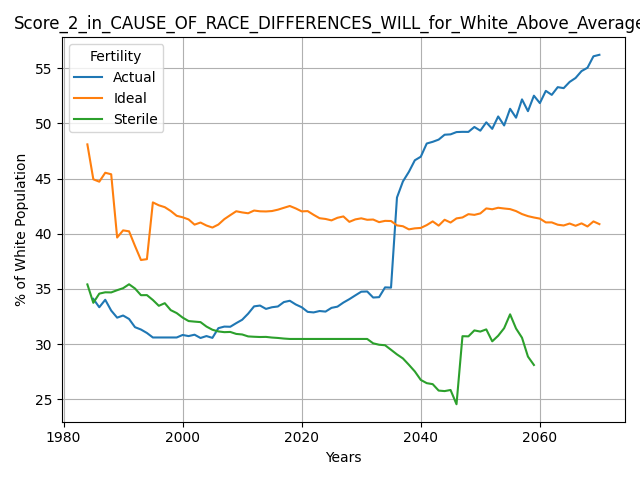 Score_2_in_CAUSE_OF_RACE_DIFFERENCES_WILL_for_White_Above_Average
Fertility
Actual
Ideal
Sterile
% of White Population
55
50
45
40
35
30
25
1980
2000
2020
2040
2060
Years